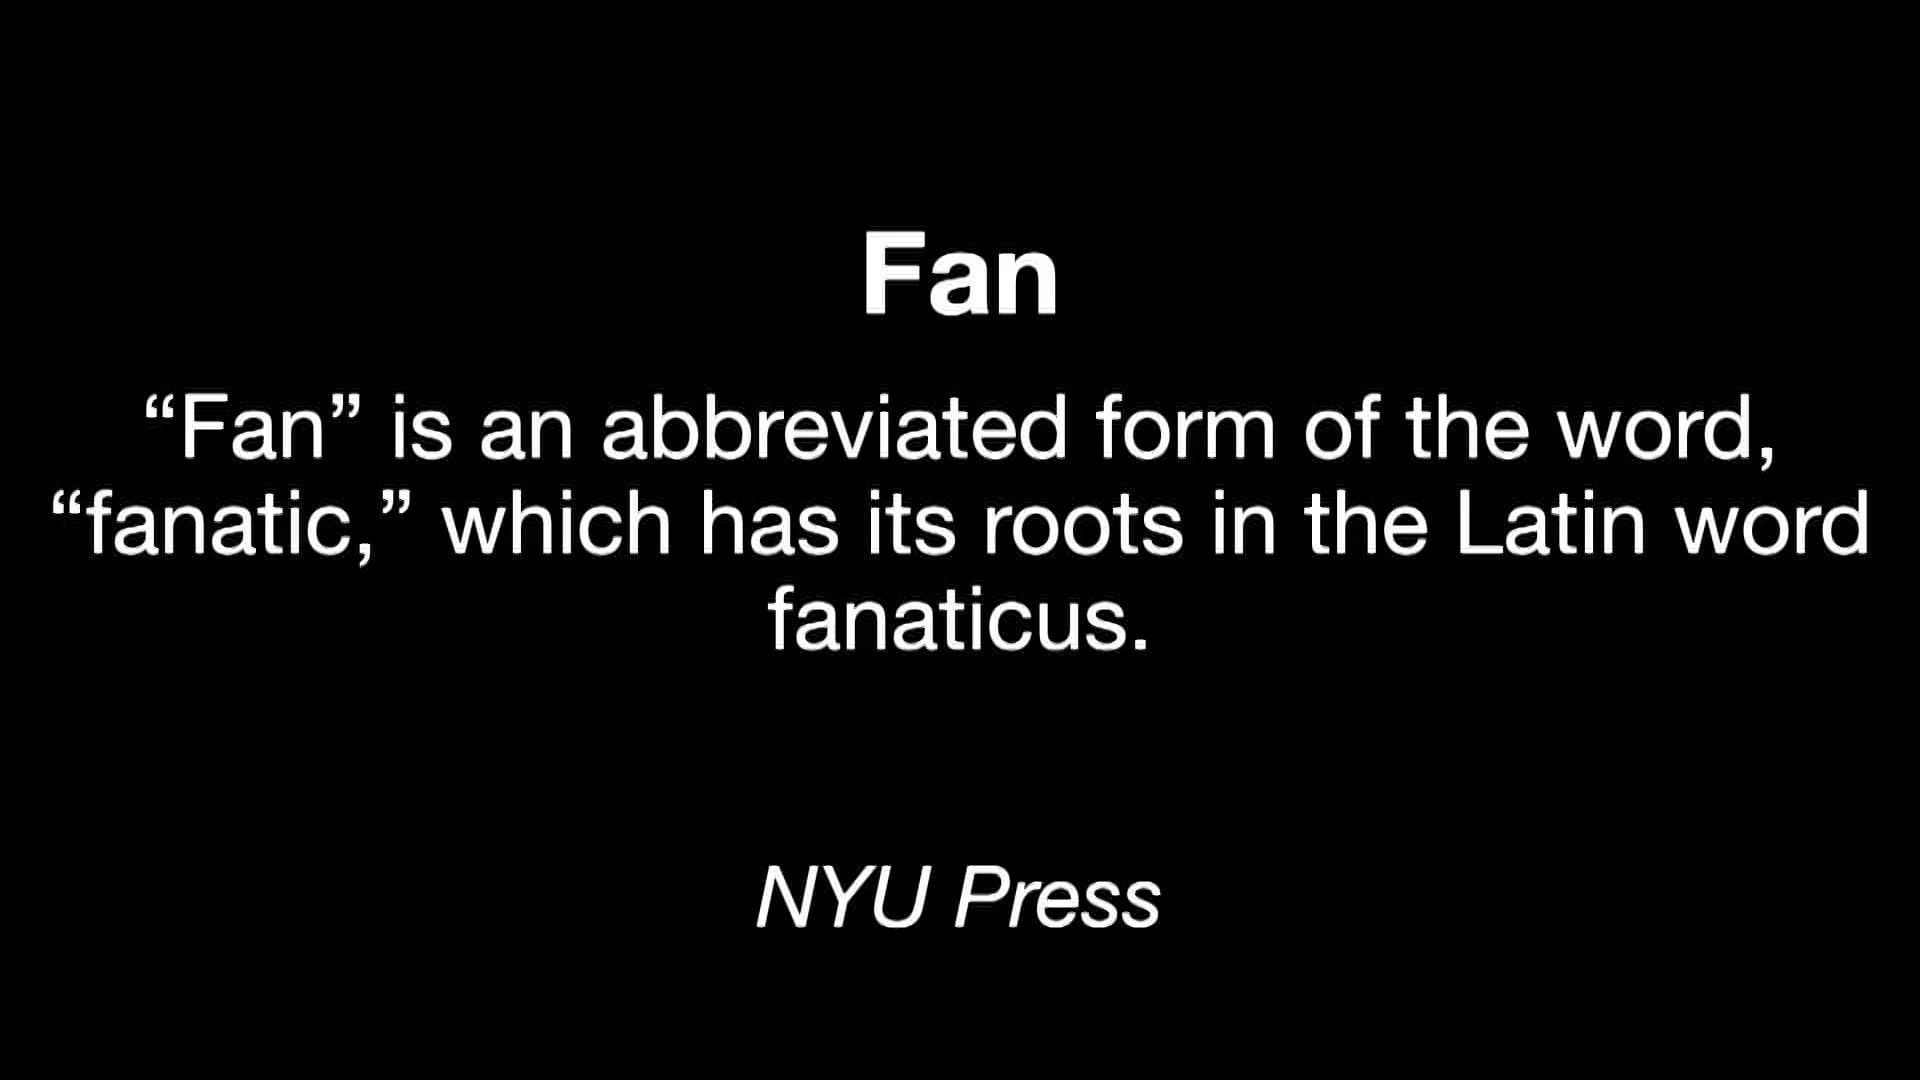 Fan
“Fan” is an abbreviated form of the word,
“fanatic,” which has its roots in the Latin word
fanaticus.
NYU Press